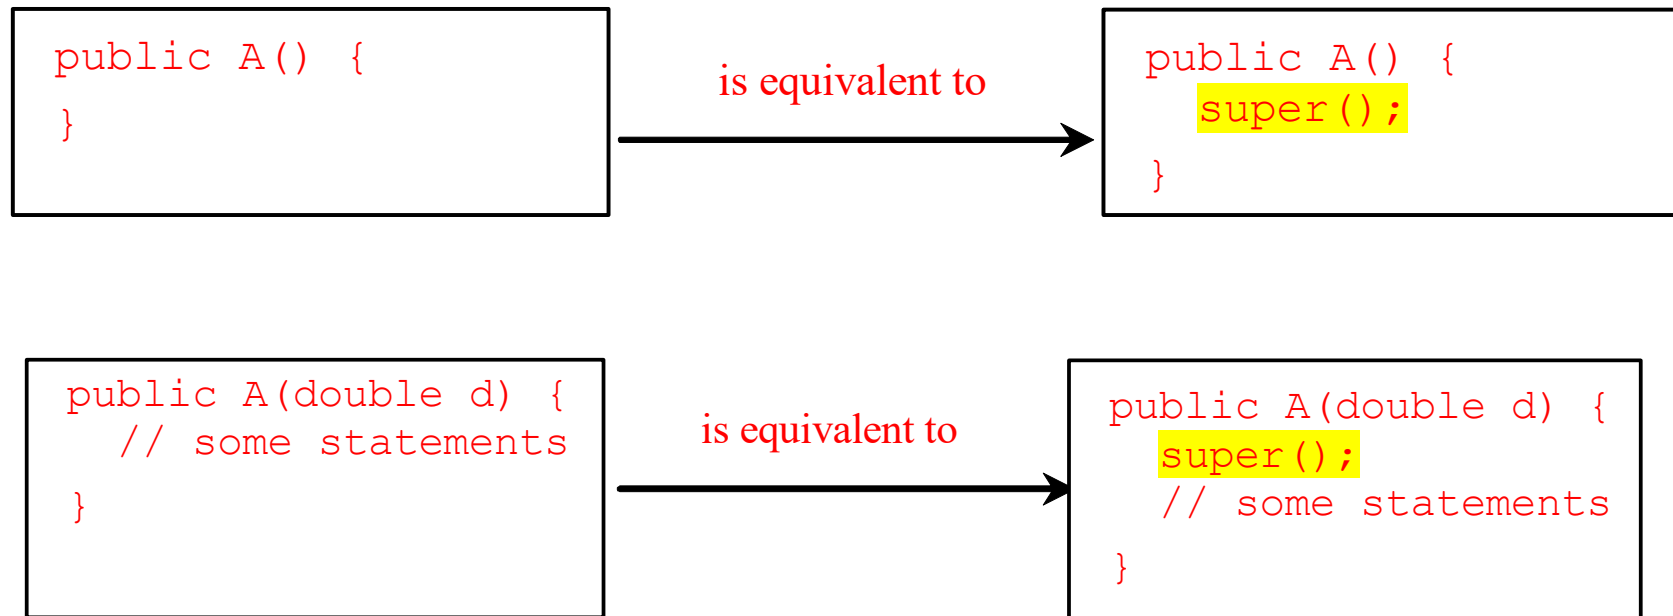 public A() {
}
is equivalent to
public A() {
super();
}
public A(double d) {
// some statements
}
is equivalent to
public A(double d) {
super();
// some statements
}